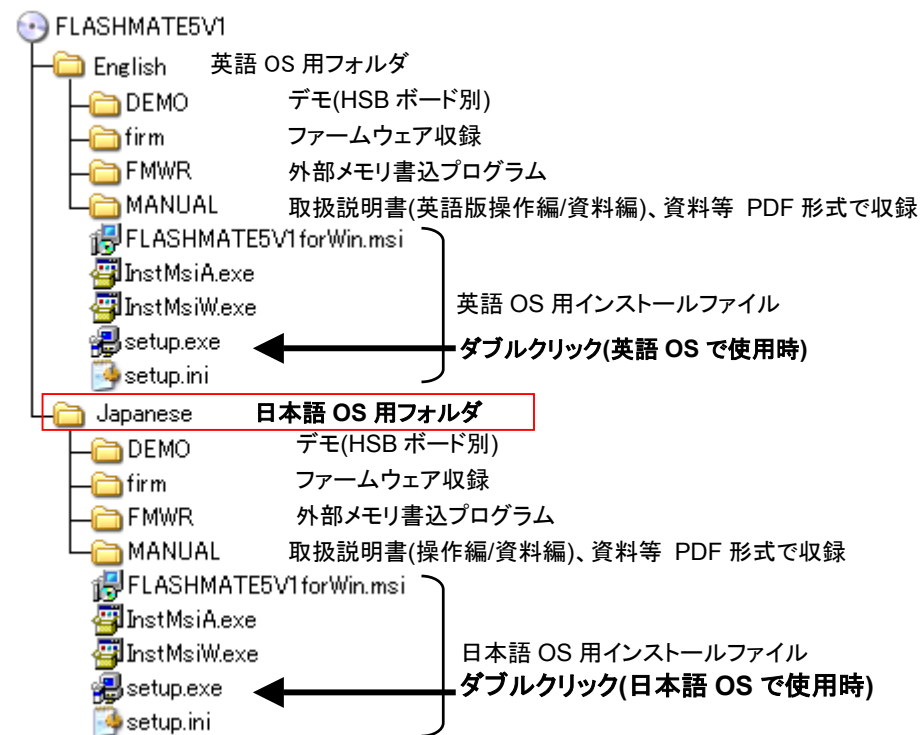 FLASHMATE5V1
English 英語 OS 用フォルダ
DEMO デモ(HSB ボード別)
firm ファームウェア収録
FMWR 外部メモリ書込プログラム
MANUAL 取扱説明書(英語版操作編/資料編)、資料等 PDF 形式で収録
FLASHMATE5V1forWin.msi
InstMsiA.exe
InstMsiW.exe 英語 OS 用インストールファイル
setup.exe ダブルクリック(英語 OS で使用時)
setup.ini
Japanese 日本語 OS 用フォルダ
DEMO デモ(HSB ボード別)
firm ファームウェア収録
FMWR 外部メモリ書込プログラム
MANUAL 取扱説明書(操作編/資料編)、資料等 PDF 形式で収録
FLASHMATE5V1forWin.msi
InstMsiA.exe
InstMsiW.exe 日本語 OS 用インストールファイル
setup.exe ダブルクリック(日本語 OS で使用時)
setup.ini